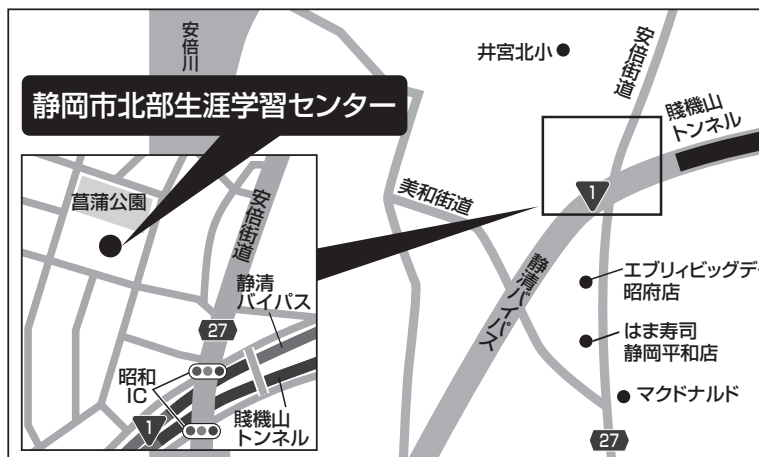 安倍川
静岡市北部生涯学習センター
井宮北小
安倍街道
賤機山
トンネル
1
美和街道
静清バイパス
エブリィビッグデー
昭府店
はま寿司
静岡平和店
マクドナルド
27
菖蒲公園
安倍街道
静清
バイパス
27
昭和
IC
賤機山
トンネル
1